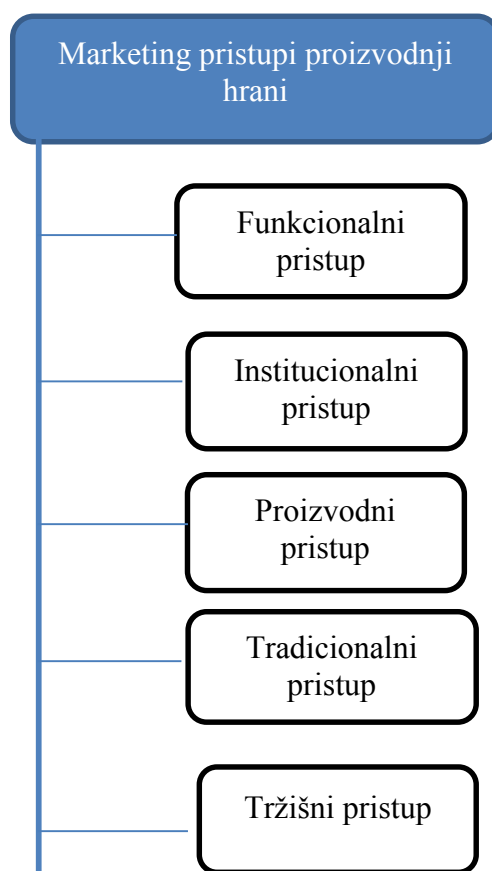 Marketing pristupi proizvodnji
hrani
Funkcionalni
pristup
Institucionalni
pristup
Proizvodni
pristup
Tradicionalni
pristup
Tržišni pristup